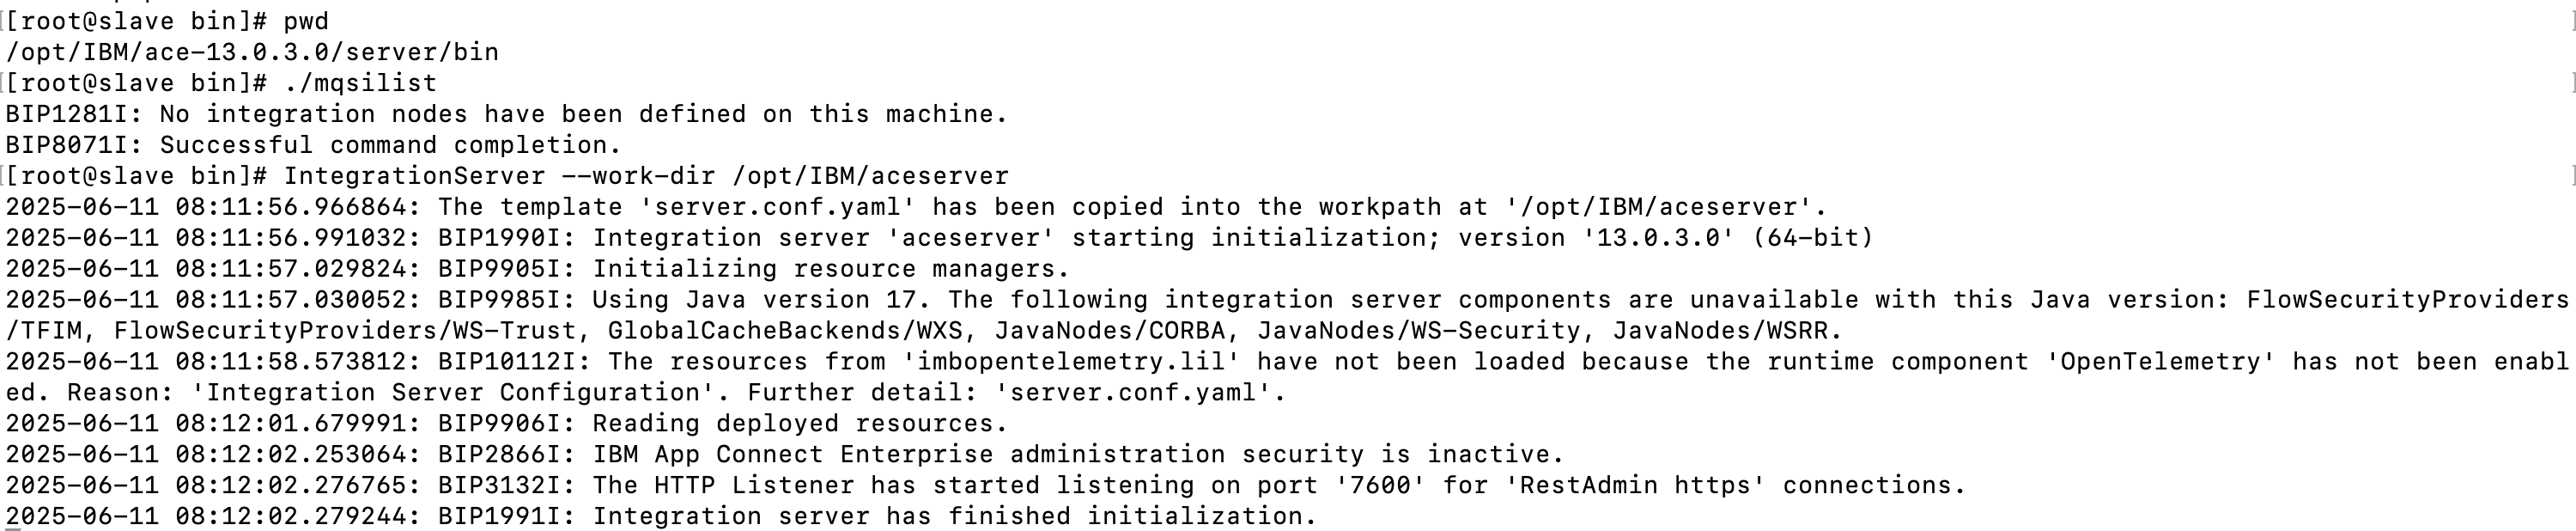 [root@slave bin]# pwd
/opt/IBM/ace-13.0.3.0/server/bin
[root@slave bin]# ./mqsilist
BIP1281I: No integration nodes have been defined on this machine.
BIP8071I: Successful command completion.
[root@slave bin]# IntegrationServer --work-dir /opt/IBM/aceserver
2025-06-11 08:11:56.966864: The template 'server.conf.yaml' has been copied into the workpath at '/opt/IBM/aceserver'.
2025-06-11 08:11:56.991032: BIP1990I: Integration server 'aceserver' starting initialization; version '13.0.3.0' (64-bit)
2025-06-11 08:11:57.029824: BIP9905I: Initializing resource managers.
2025-06-11 08:11:57.030052: BIP9985I: Using Java version 17. The following integration server components are unavailable with this Java version: FlowSecurityProviders
/TFIM, FlowSecurityProviders/WS-Trust, GlobalCacheBackends/WXS, JavaNodes/CORBA, JavaNodes/WS-Security, JavaNodes/WSRR.
2025-06-11 08:11:58.573812: BIP10112I: The resources from 'imbopentelemetry.lil' have not been loaded because the runtime component 'OpenTelemetry' has not been enabl
ed. Reason: 'Integration Server Configuration'. Further detail: 'server.conf.yaml'.
2025-06-11 08:12:01.679991: BIP9906I: Reading deployed resources.
2025-06-11 08:12:02.253064: BIP2866I: IBM App Connect Enterprise administration security is inactive.
2025-06-11 08:12:02.276765: BIP3132I: The HTTP Listener has started listening on port '7600' for 'RestAdmin https' connections.
2025-06-11 08:12:02.279244: BIP1991I: Integration server has finished initialization.